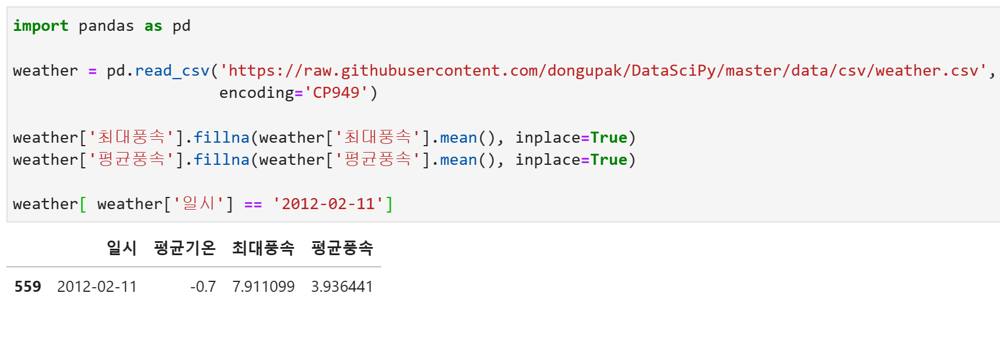 import pandas as pd
weather = pd.read_csv('https://raw.githubusercontent.com/dongupak/DataSciPy/master/data/csv/weather.csv',
encoding='CP949')
weather['최대풍속'].fillna(weather['최대풍속'].mean(), inplace=True)
weather['평균풍속'].fillna(weather['평균풍속'].mean(), inplace=True)
weather[ weather['일시'] == '2012-02-11']
일시 평균기온 최대풍속 평균풍속
559 2012-02-11 -0.7 7.911099 3.936441